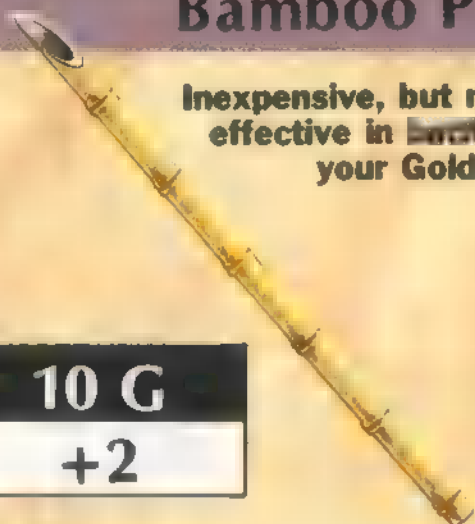 Bamboo P
Inexpensive, but
effective in
your Gold
10 G
+2